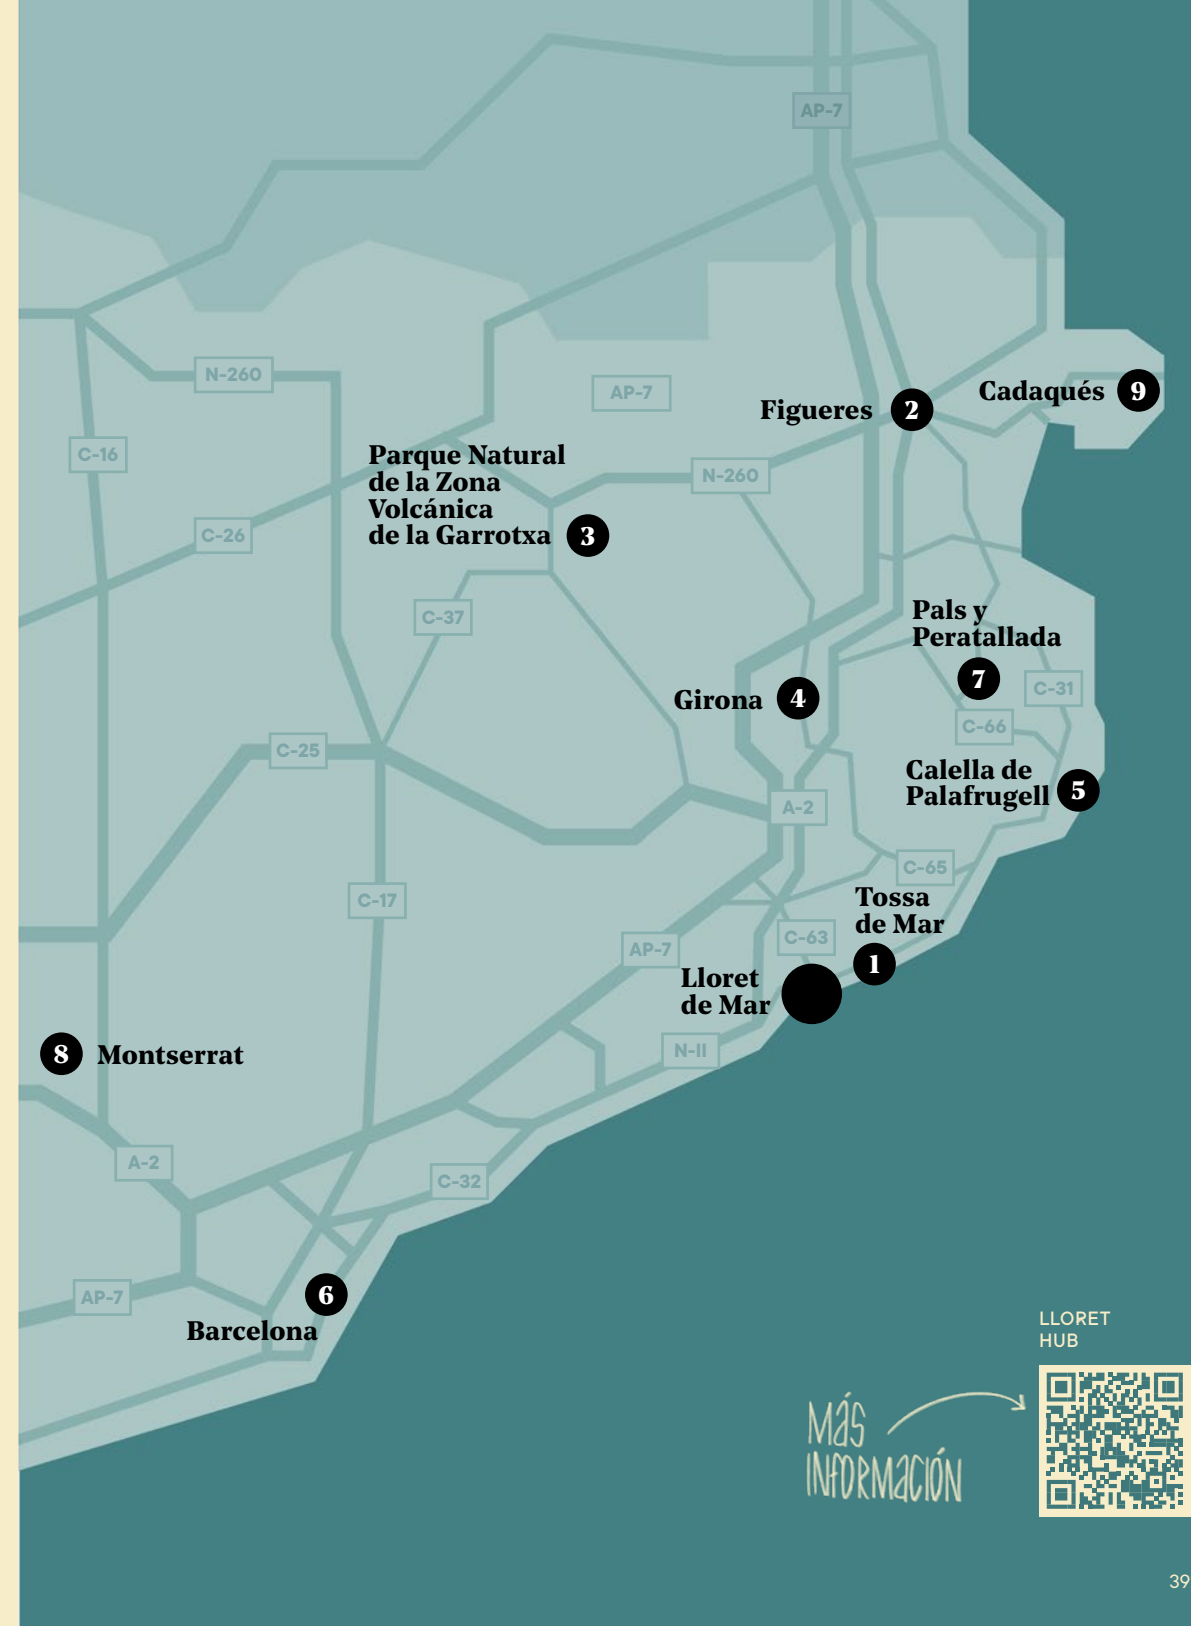 AP-7
N-260
AP-7
Cadaqués 9
Figueres 2
C-16
Parque Natural
de la Zona
Volcánica
de la Garrotxa 3
N-260
C-26
C-37
Pals y
Peratallada
7
C-31
Girona 4
C-66
C-25
Calella de
Palafrugell 5
A-2
C-65
C-17
Tossa
de Mar
1
C-63
AP-7
Lloret
de Mar
N-II
8 Montserrat
A-2
C-32
AP-7
6
Barcelona
LLORET
HUB
MÁS
INFORMACIÓN
39